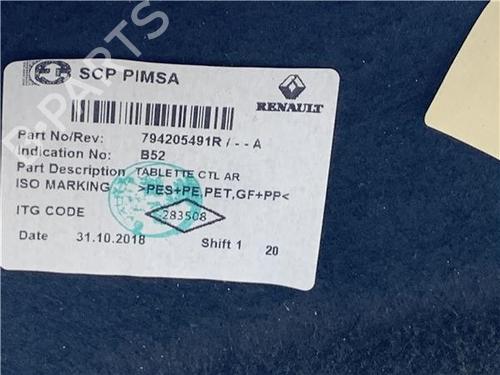 SCP PIMSA
RENAULT
Part No/Rev: 794205491R / - - A
Indication No: B52
Part Description TABLETTE CTL AR
ISO MARKING >PES+PE,PET,GF+PP<
ITG CODE 283508
Date 31.10.2018 Shift 1 20
B-PARTS